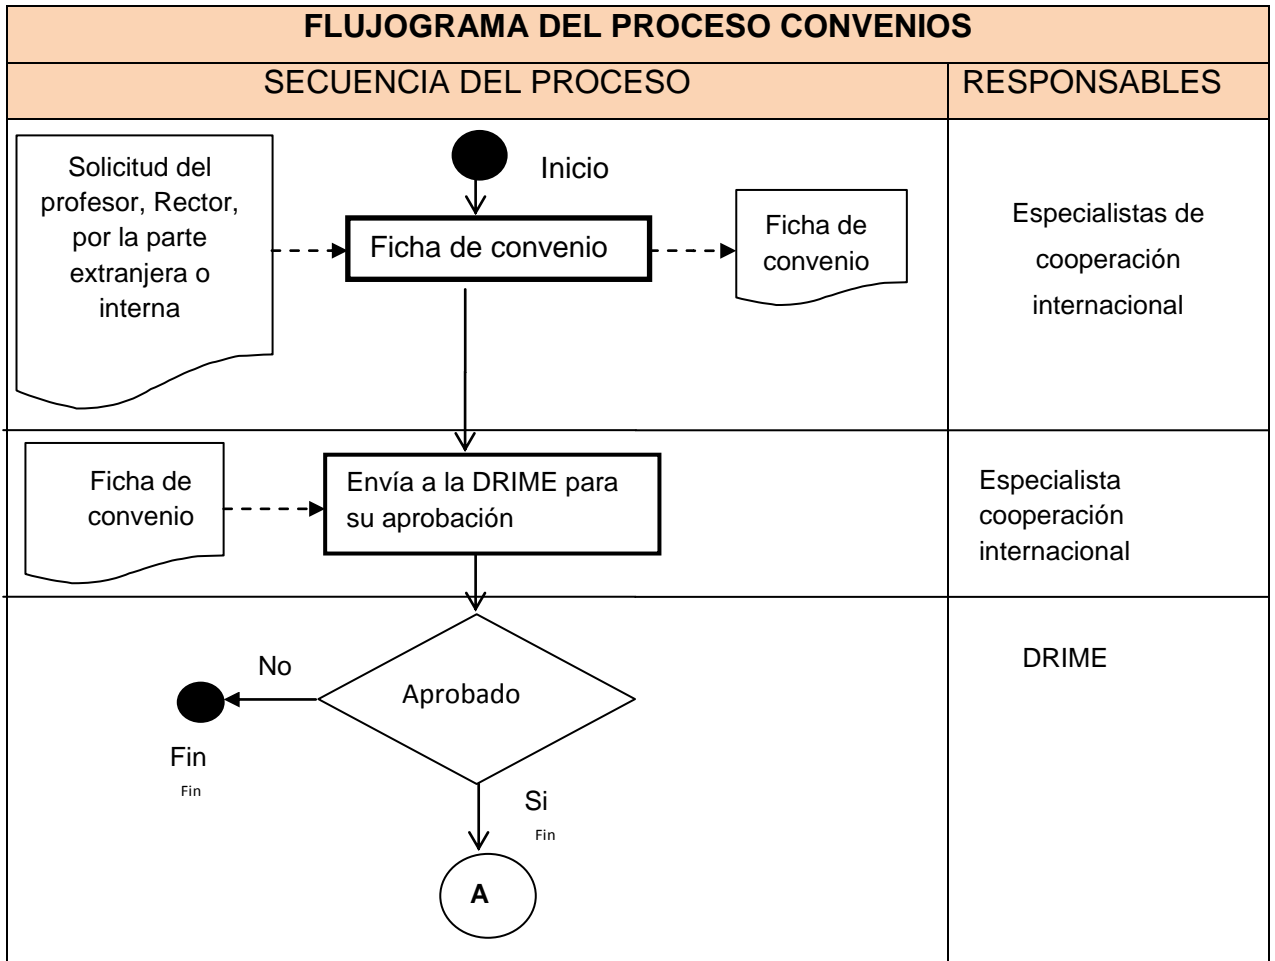 FLUJOGRAMA DEL PROCESO CONVENIOS
SECUENCIA DEL PROCESO
RESPONSABLES
Solicitud del
profesor, Rector,
por la parte
extranjera o
interna
Inicio
Ficha de convenio
Ficha de
convenio
Especialistas de
cooperación
internacional
Ficha de
convenio
Envía a la DRIME para
su aprobación
Especialista
cooperación
internacional
No
Aprobado
DRIME
Fin
Fin
Si
Fin
A